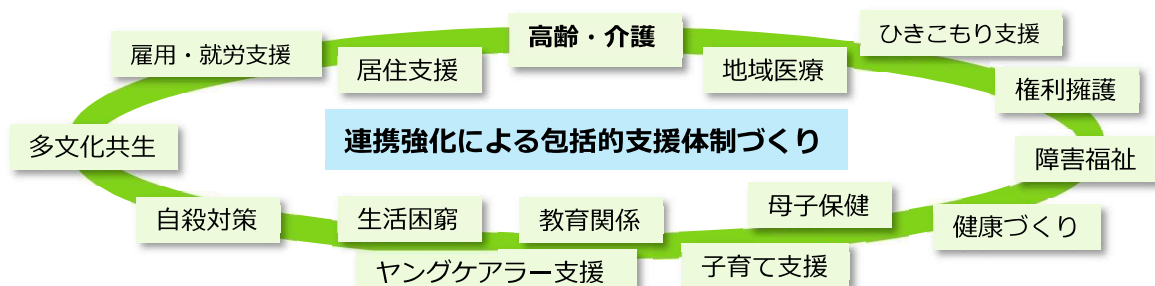 高齢・介護
ひきこもり支援
雇用・就労支援
居住支援
地域医療
権利擁護
連携強化による包括的支援体制づくり
多文化共生
障害福祉
自殺対策
生活困窮
教育関係
母子保健
健康づくり
ヤングケアラー支援
子育て支援